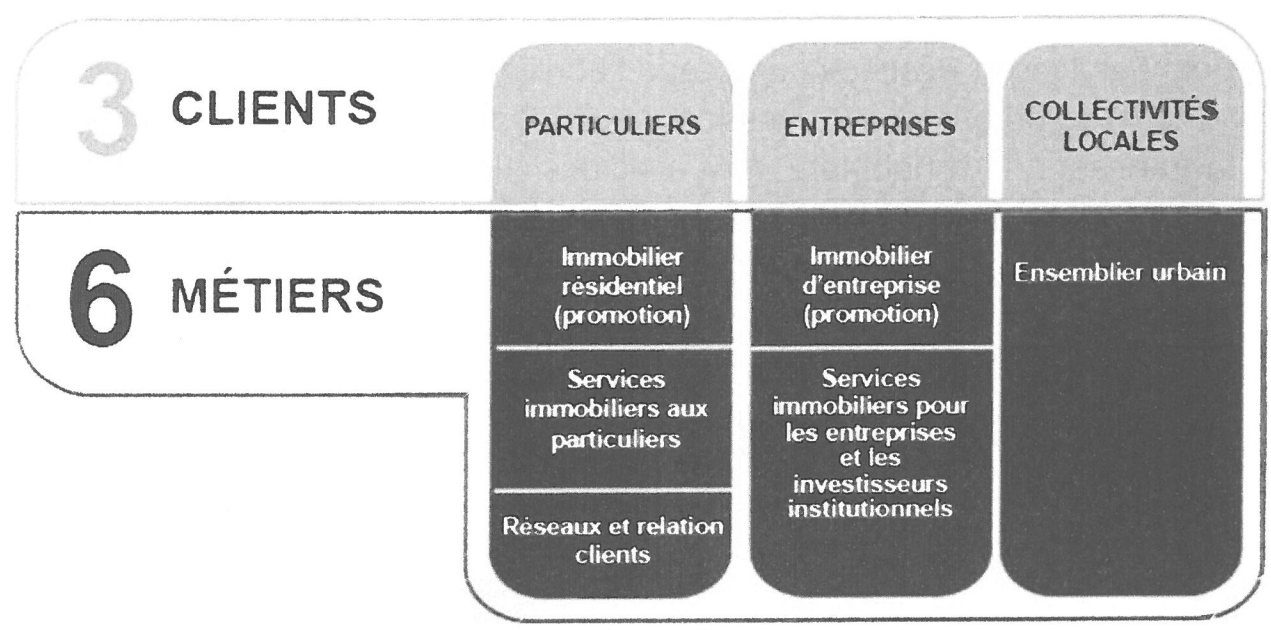 3 CLIENTS
PARTICULIERS
ENTREPRISES
COLLECTIVITÉS
LOCALES
6 MÉTIERS
Immobilier
résidentiel
(promotion)
Services
immobiliers aux
particuliers
Réseaux et relation
clients
Immobilier
d'entreprise
(promotion)
Services
immobiliers pour
les entreprises
et les
investisseurs
institutionnels
Ensemblier urbain